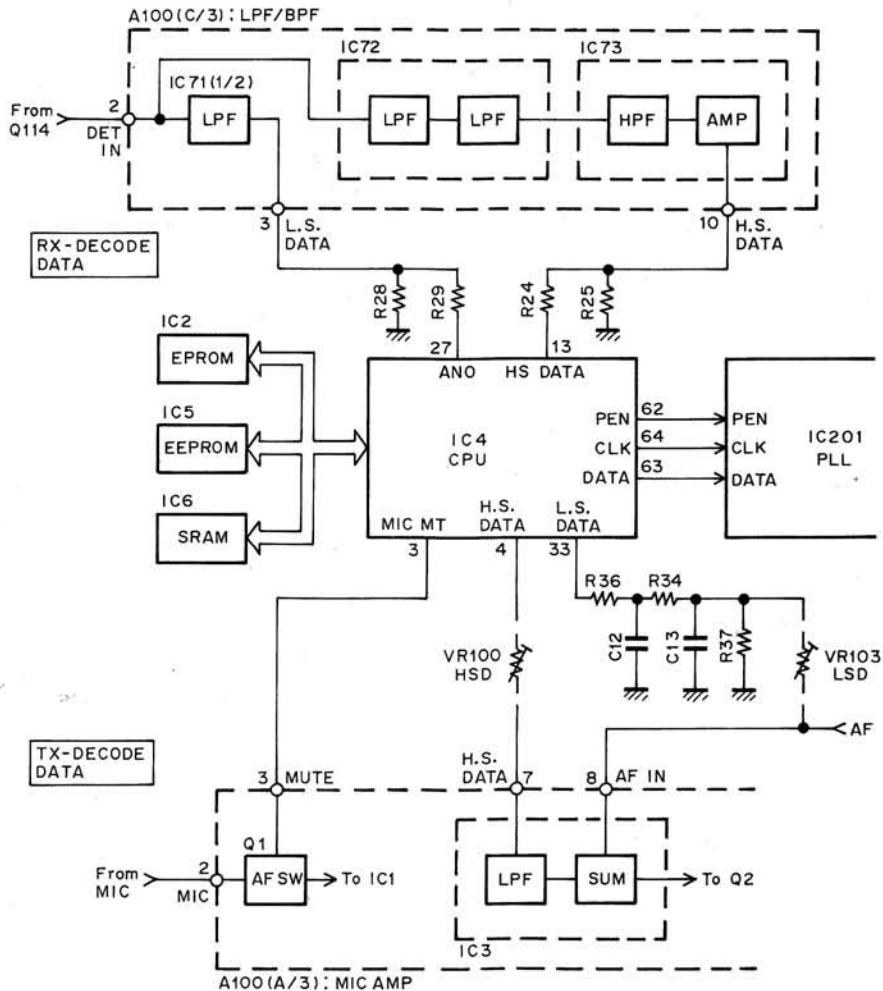 A100(C/3): LPF/BPF
IC72
IC73
IC71(1/2)
From
Q114
2
DET
IN
LPF
LPF
LPF
HPF
AMP
3
L.S.
DATA
10
H.S.
DATA
RX-DECODE
DATA
R28
R29
R24
R25
IC2
EPROM
27
13
ANO
HS DATA
IC5
EEPROM
IC4
CPU
PEN
62
PEN
CLK
64
CLK
DATA
63
DATA
IC201
PLL
IC6
SRAM
MIC MT
H.S.
DATA
L.S.
DATA
3
4
33
R36
R34
C12
C13
R37
VR100
HSD
VR103
LSD
AF
TX-DECODE
DATA
3
MUTE
H.S.
DATA
7
8
AF IN
Q1
From
MIC
2
MIC
AF SW
To IC1
LPF
SUM
To Q2
IC3
A100(A/3): MIC AMP